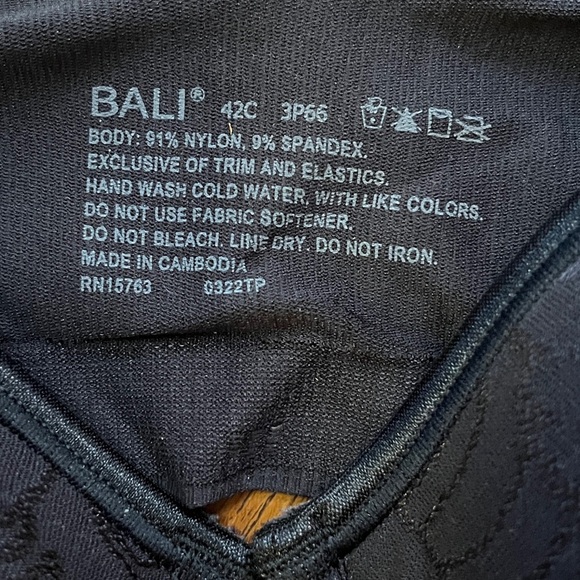 BALI® 42C 3P66
BODY: 91% NYLON, 9% SPANDEX.
EXCLUSIVE OF TRIM AND ELASTICS.
HAND WASH COLD WATER, WITH LIKE COLORS.
DO NOT USE FABRIC SOFTENER.
DO NOT BLEACH. LINE DRY. DO NOT IRON.
MADE IN CAMBODIA
RN15763 0322TP